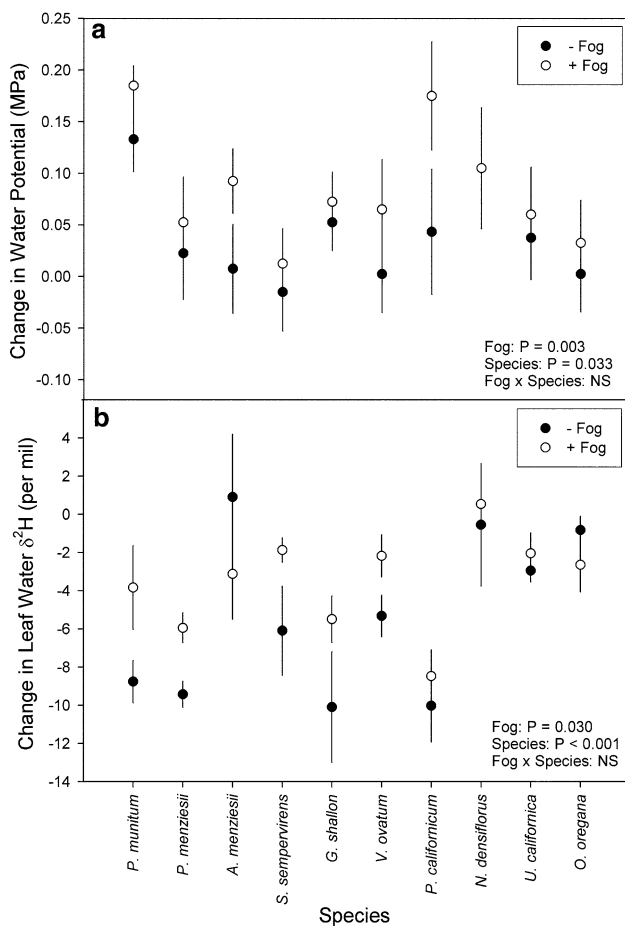 a
0.25
0.20
0.15
0.10
0.05
0.00
-0.05
-0.10
Change in Water Potential (MPa)
- Fog
+ Fog
Fog: P = 0.003
Species: P = 0.033
Fog x Species: NS
b
4
2
0
-2
-4
-6
-8
-10
-12
-14
Change in Leaf Water δ²H (per mil)
- Fog
+ Fog
Fog: P = 0.030
Species: P < 0.001
Fog x Species: NS
P. munitum
P. menziesii
A. menziesii
S. sempervirens
G. shallon
V. ovatum
P. californicum
N. densiflorus
U. californica
O. oregana
Species